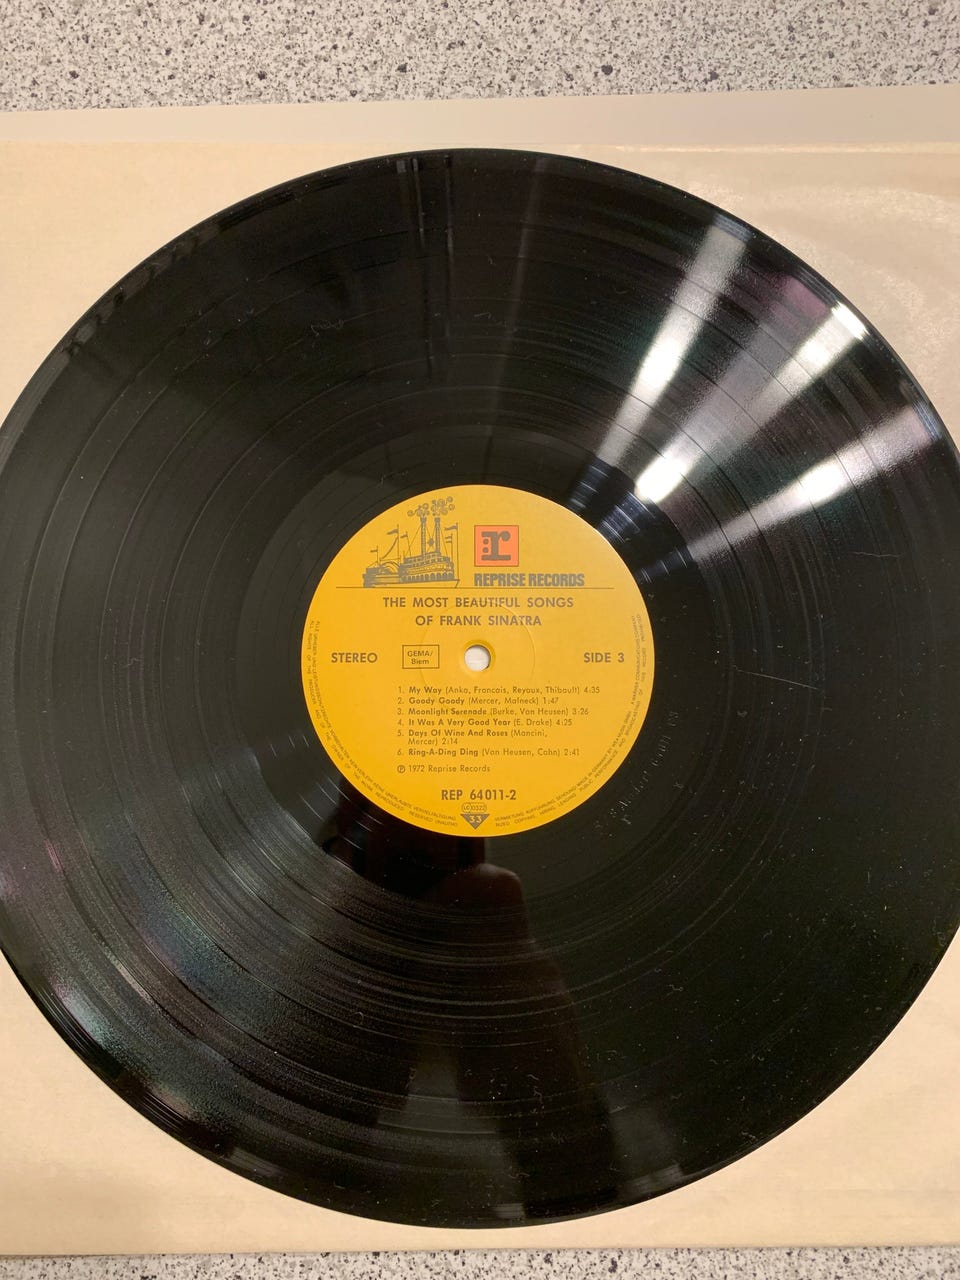 r
REPRISE RECORDS
THE MOST BEAUTIFUL SONGS
OF FRANK SINATRA
STEREO
GEMA/
Biem
SIDE 3
1. My Way (Anka, Francois, Revaux, Thibault) 4:35
2. Goody Goody (Mercer, Malneck) 1:47
3. Moonlight Serenade (Burke, Van Heusen) 3:26
4. It Was A Very Good Year (E. Drake) 4:25
5. Days Of Wine And Roses (Mancini,
Mercer) 2:14
6. Ring-A-Ding Ding (Van Heusen, Cahn) 2:41
℗ 1972 Reprise Records
REP 64011-2
LC 0322
33